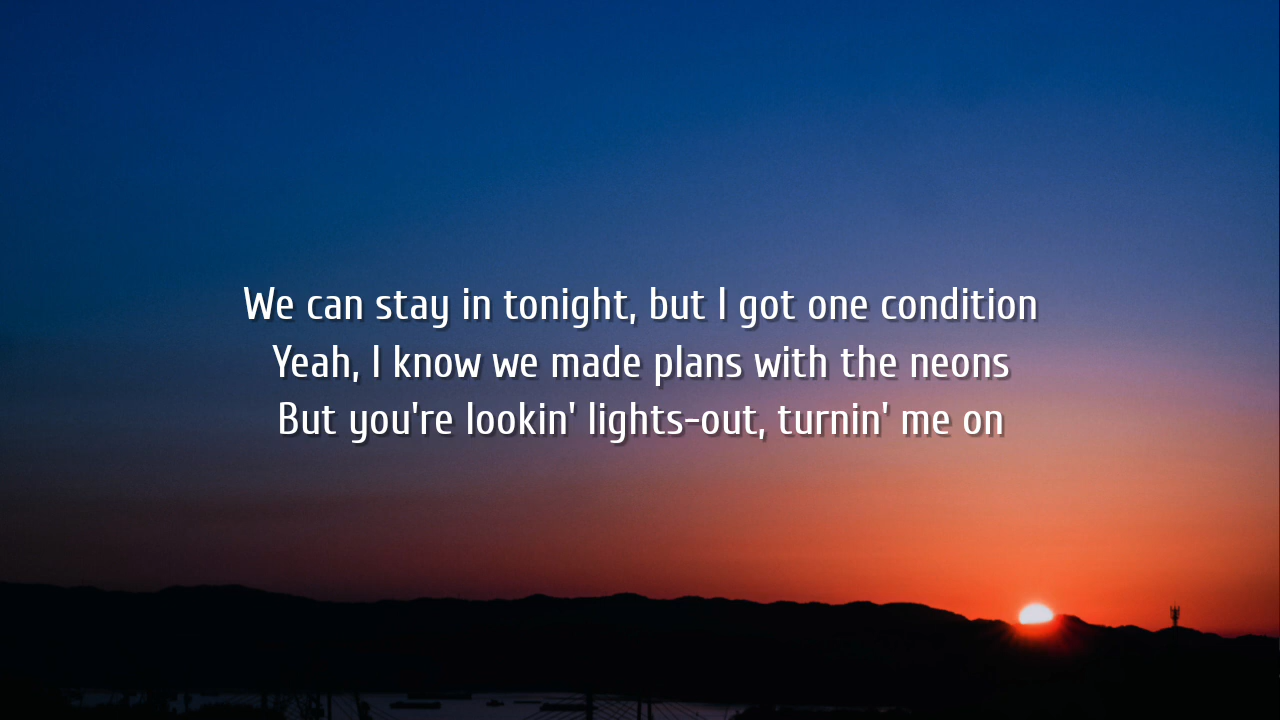 We can stay in tonight, but I got one condition
Yeah, I know we made plans with the neons
But you're lookin' lights-out, turnin' me on